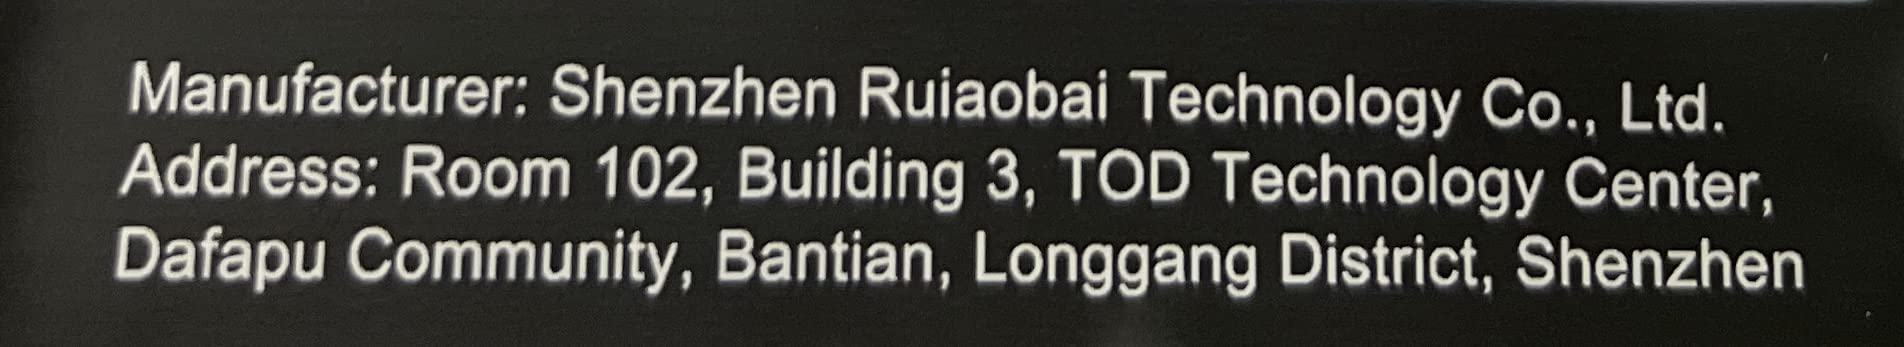 Manufacturer: Shenzhen Ruiaobai Technology Co., Ltd.
Address: Room 102, Building 3, TOD Technology Center,
Dafapu Community, Bantian, Longgang District, Shenzhen